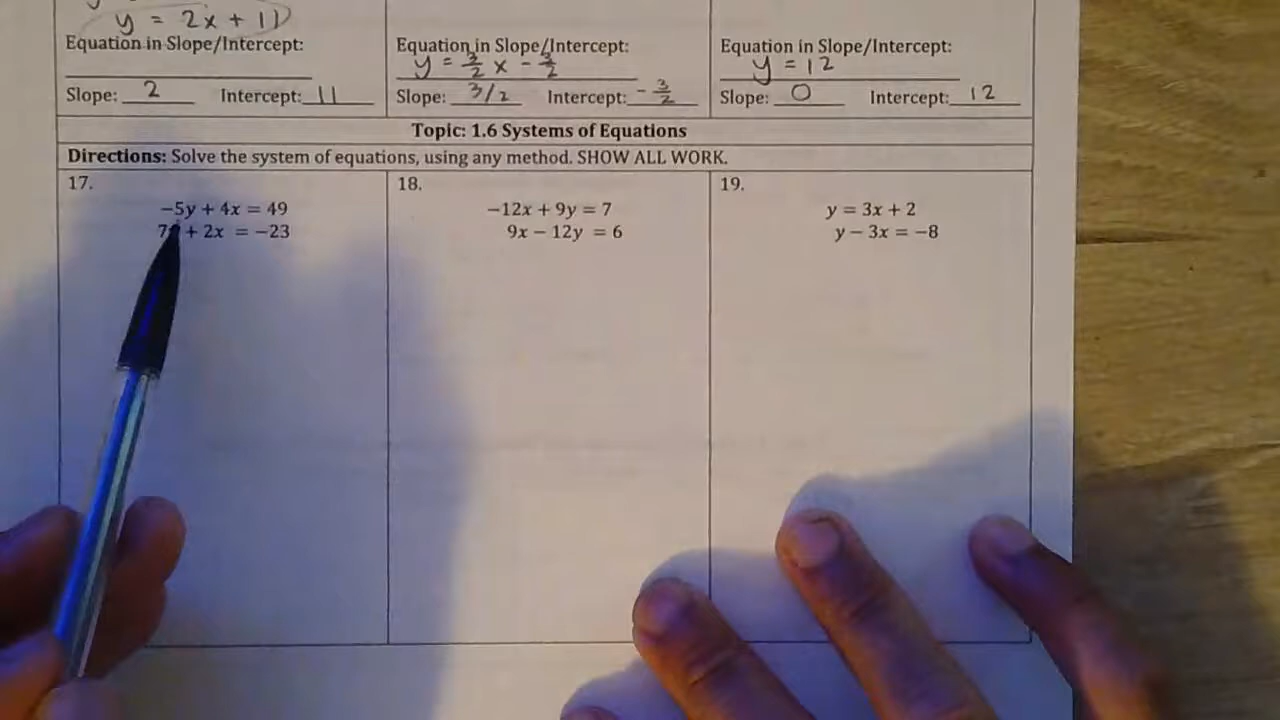 y = 2x + 11
Equation in Slope/Intercept:
Slope: 2 Intercept: 11
Equation in Slope/Intercept:
y = 3/2 x - 3/2
Slope: 3/2 Intercept: - 3/2
Equation in Slope/Intercept:
y = 12
Slope: 0 Intercept: 12
Topic: 1.6 Systems of Equations
Directions: Solve the system of equations, using any method. SHOW ALL WORK.
17.
−5y + 4x = 49
+ 2x = −23
18.
−12x + 9y = 7
9x − 12y = 6
19.
y = 3x + 2
y − 3x = −8